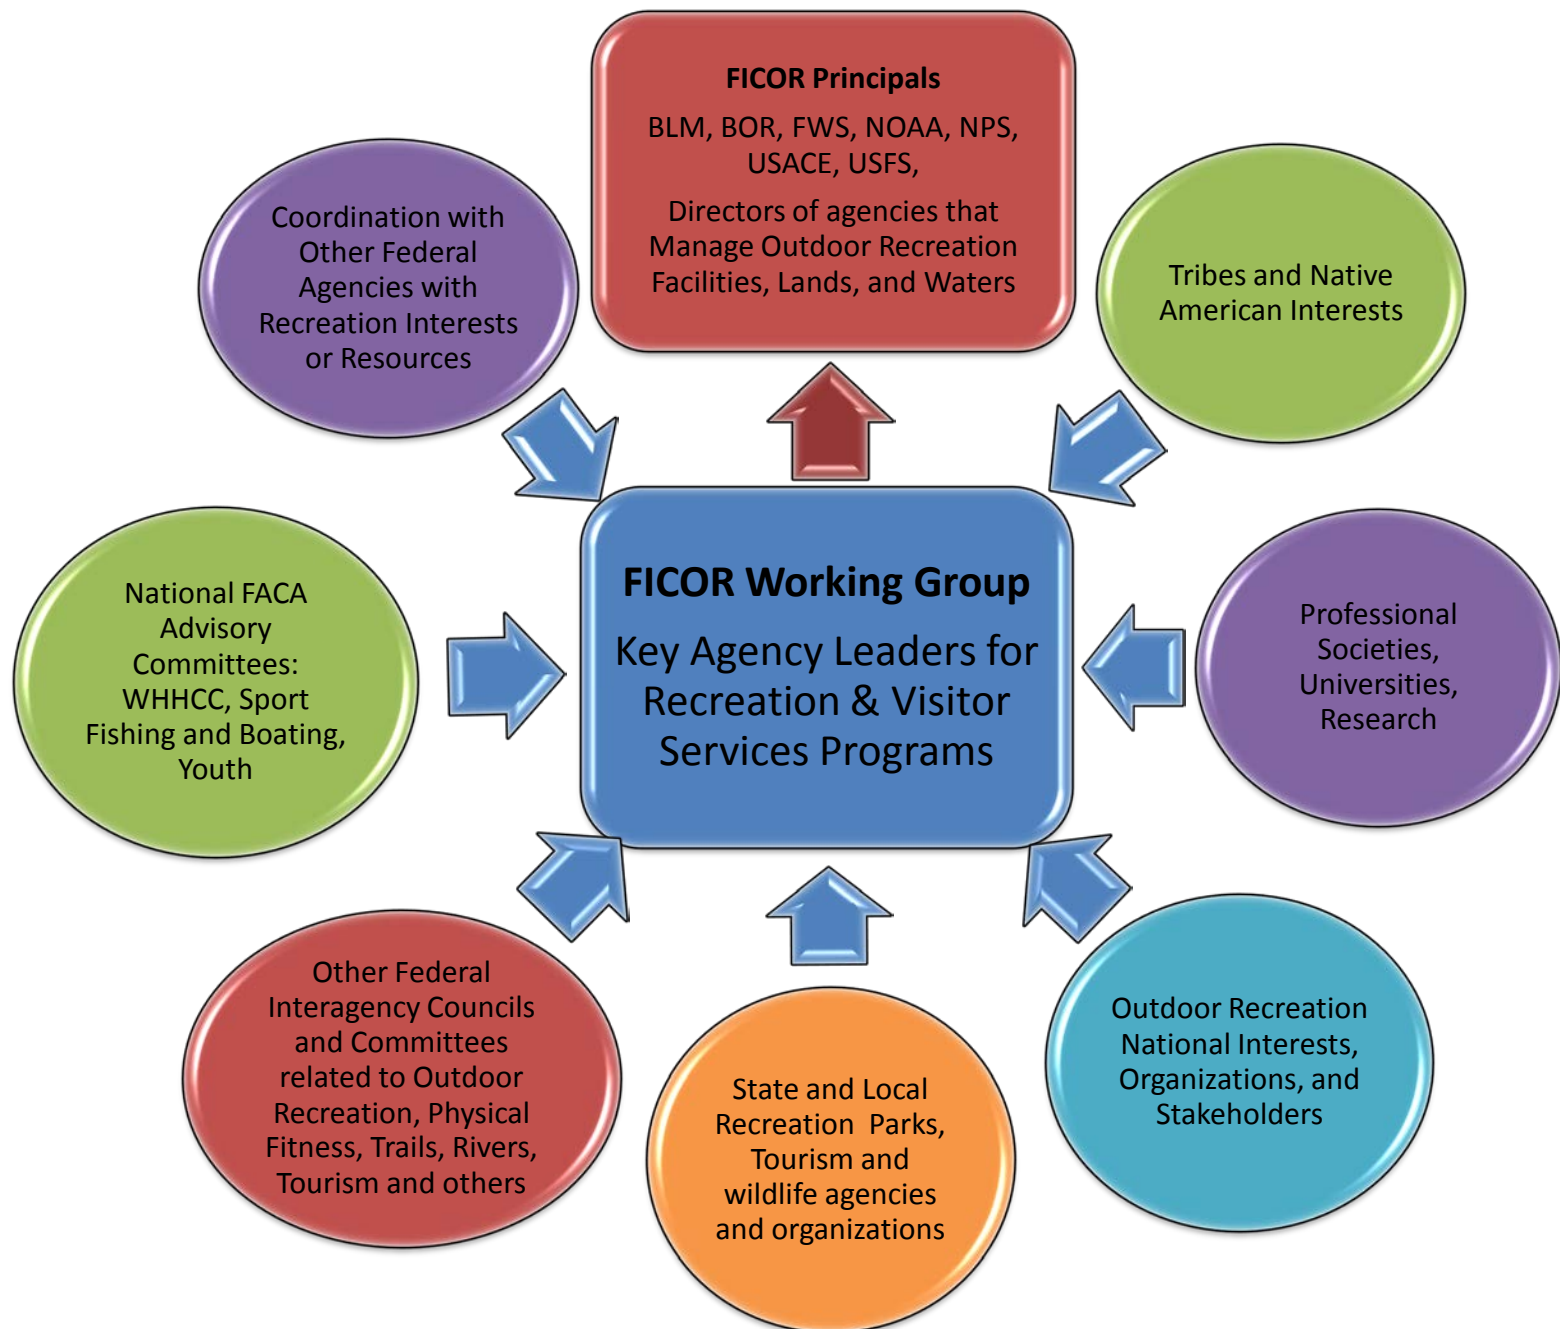 FICOR Principals
BLM, BOR, FWS, NOAA, NPS,
USACE, USFS,
Directors of agencies that
Manage Outdoor Recreation
Facilities, Lands, and Waters
Coordination with
Other Federal
Agencies with
Recreation Interests
or Resources
Tribes and Native
American Interests
FICOR Working Group
Key Agency Leaders for
Recreation & Visitor
Services Programs
National FACA
Advisory
Committees:
WHHCC, Sport
Fishing and Boating,
Youth
Professional
Societies,
Universities,
Research
Other Federal
Interagency Councils
and Committees
related to Outdoor
Recreation, Physical
Fitness, Trails, Rivers,
Tourism and others
State and Local
Recreation  Parks,
Tourism and
wildlife agencies
and organizations
Outdoor Recreation
National Interests,
Organizations, and
Stakeholders